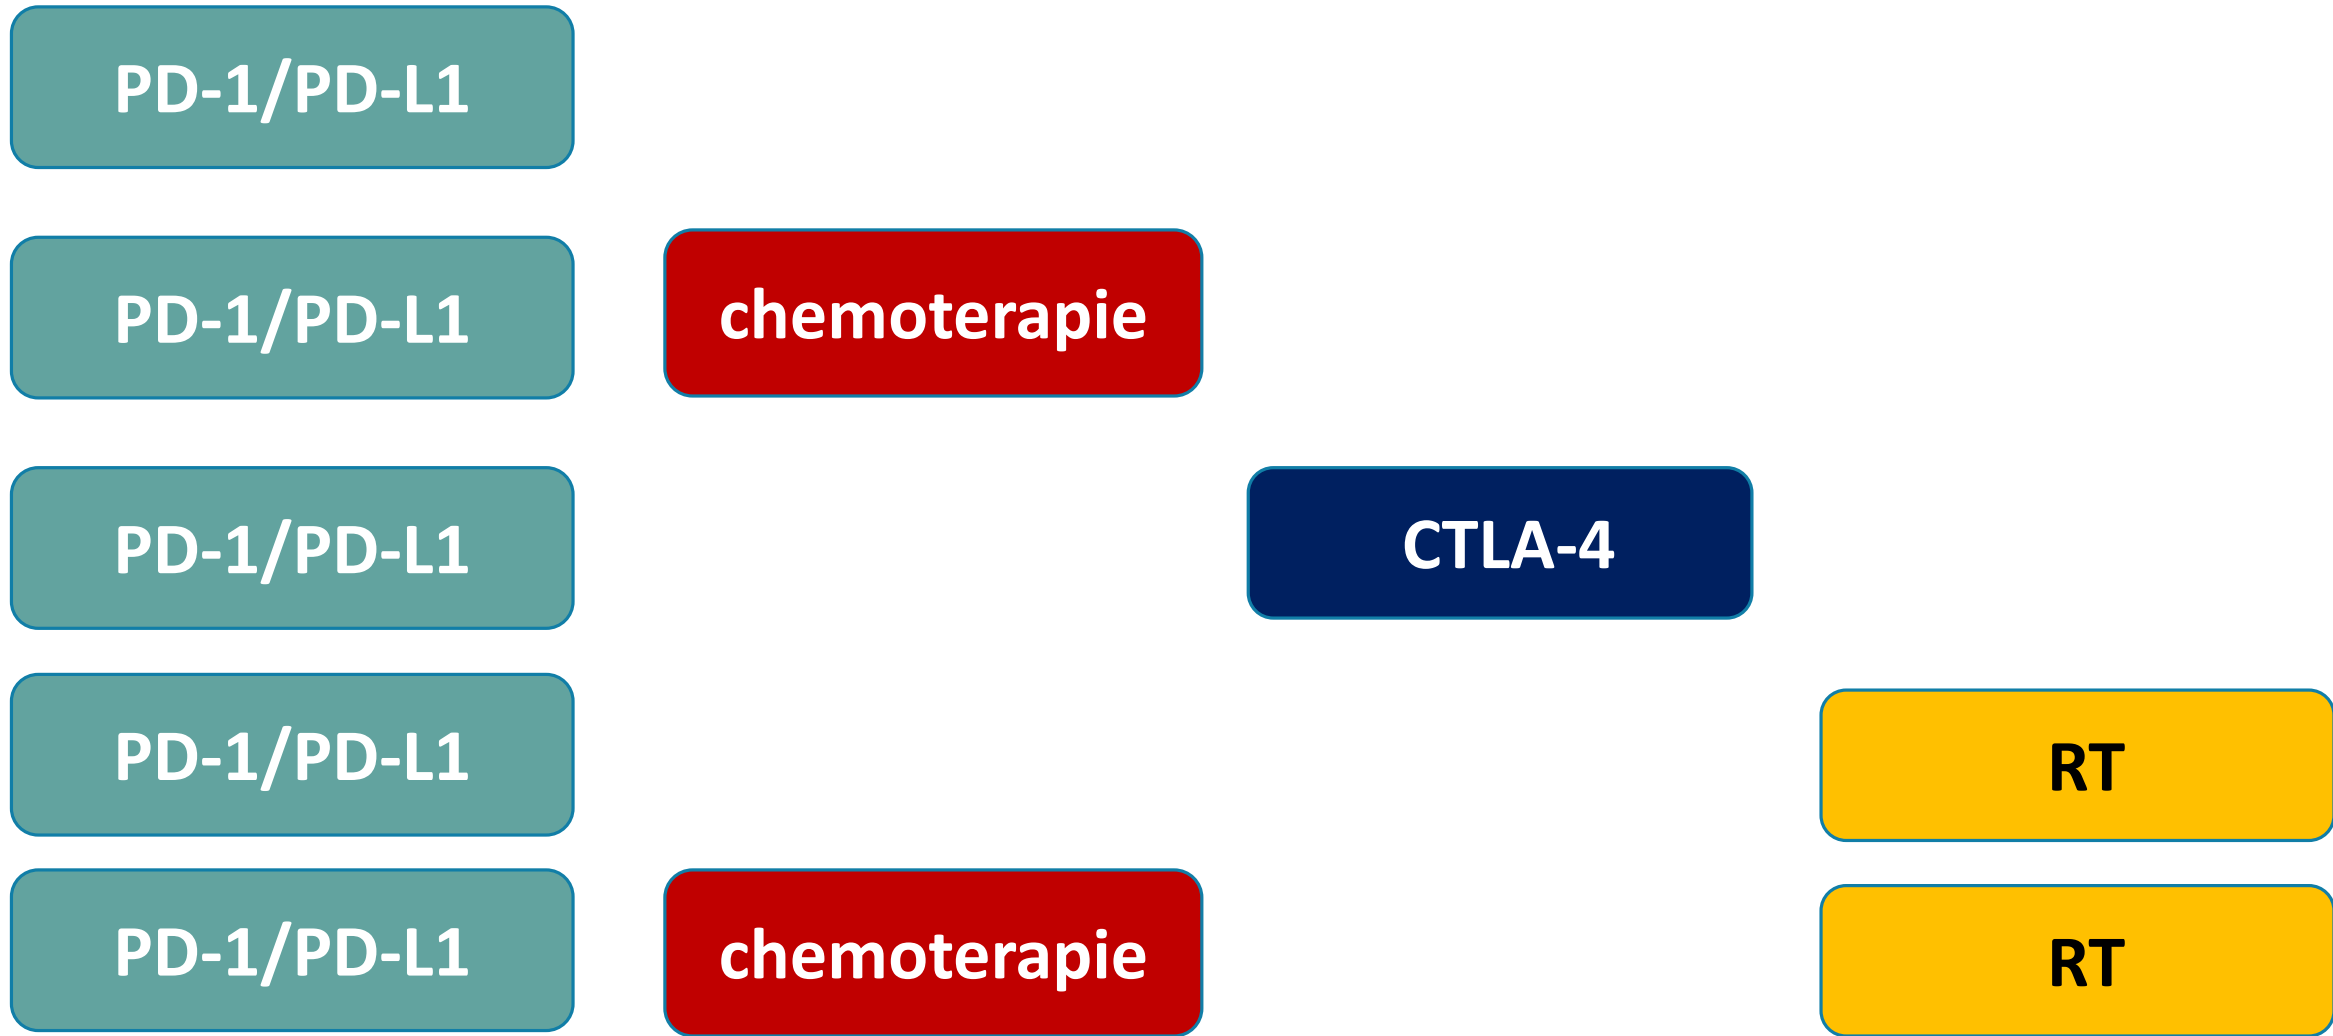 PD-1/PD-L1
PD-1/PD-L1 chemoterapie
PD-1/PD-L1 CTLA-4
PD-1/PD-L1 RT
PD-1/PD-L1 chemoterapie RT